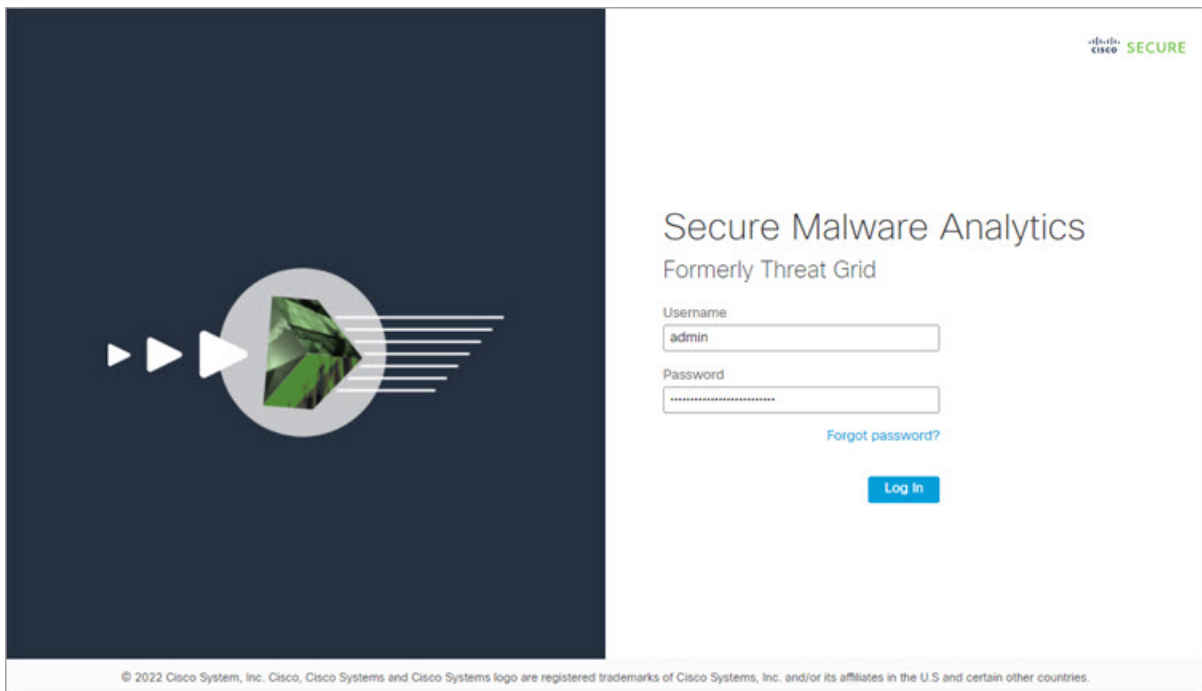 cisco SECURE
Secure Malware Analytics
Formerly Threat Grid
Username
admin
Password
Forgot password?
Log In
© 2022 Cisco System, Inc. Cisco, Cisco Systems and Cisco Systems logo are registered trademarks of Cisco Systems, Inc. and/or its affiliates in the U.S and certain other countries.